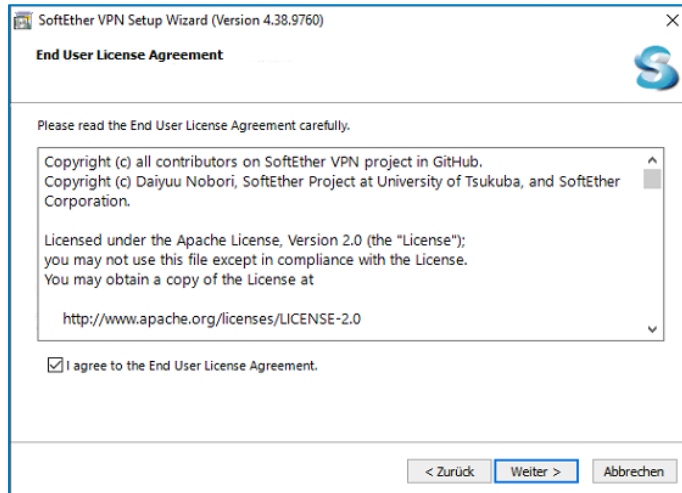 SoftEther VPN Setup Wizard (Version 4.38.9760)
End User License Agreement
Please read the End User License Agreement carefully.
Copyright (c) all contributors on SoftEther VPN project in GitHub.
Copyright (c) Daiyuu Nobori, SoftEther Project at University of Tsukuba, and SoftEther
Corporation.
Licensed under the Apache License, Version 2.0 (the "License");
you may not use this file except in compliance with the License.
You may obtain a copy of the License at
http://www.apache.org/licenses/LICENSE-2.0
I agree to the End User License Agreement.
< Zurück Weiter > Abbrechen